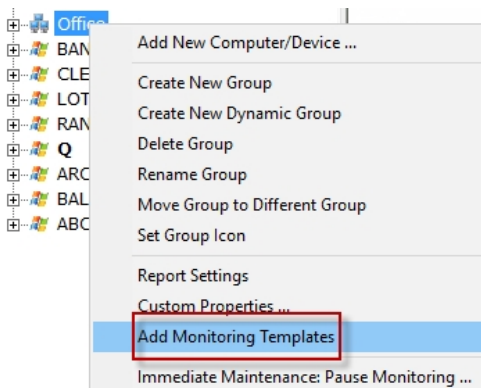 Office
BAN
CLE
LOT
RAN
Q
ARC
BAL
ABC
Add New Computer/Device ...
Create New Group
Create New Dynamic Group
Delete Group
Rename Group
Move Group to Different Group
Set Group Icon
Report Settings
Custom Properties ...
Add Monitoring Templates
Immediate Maintenance: Pause Monitoring ...